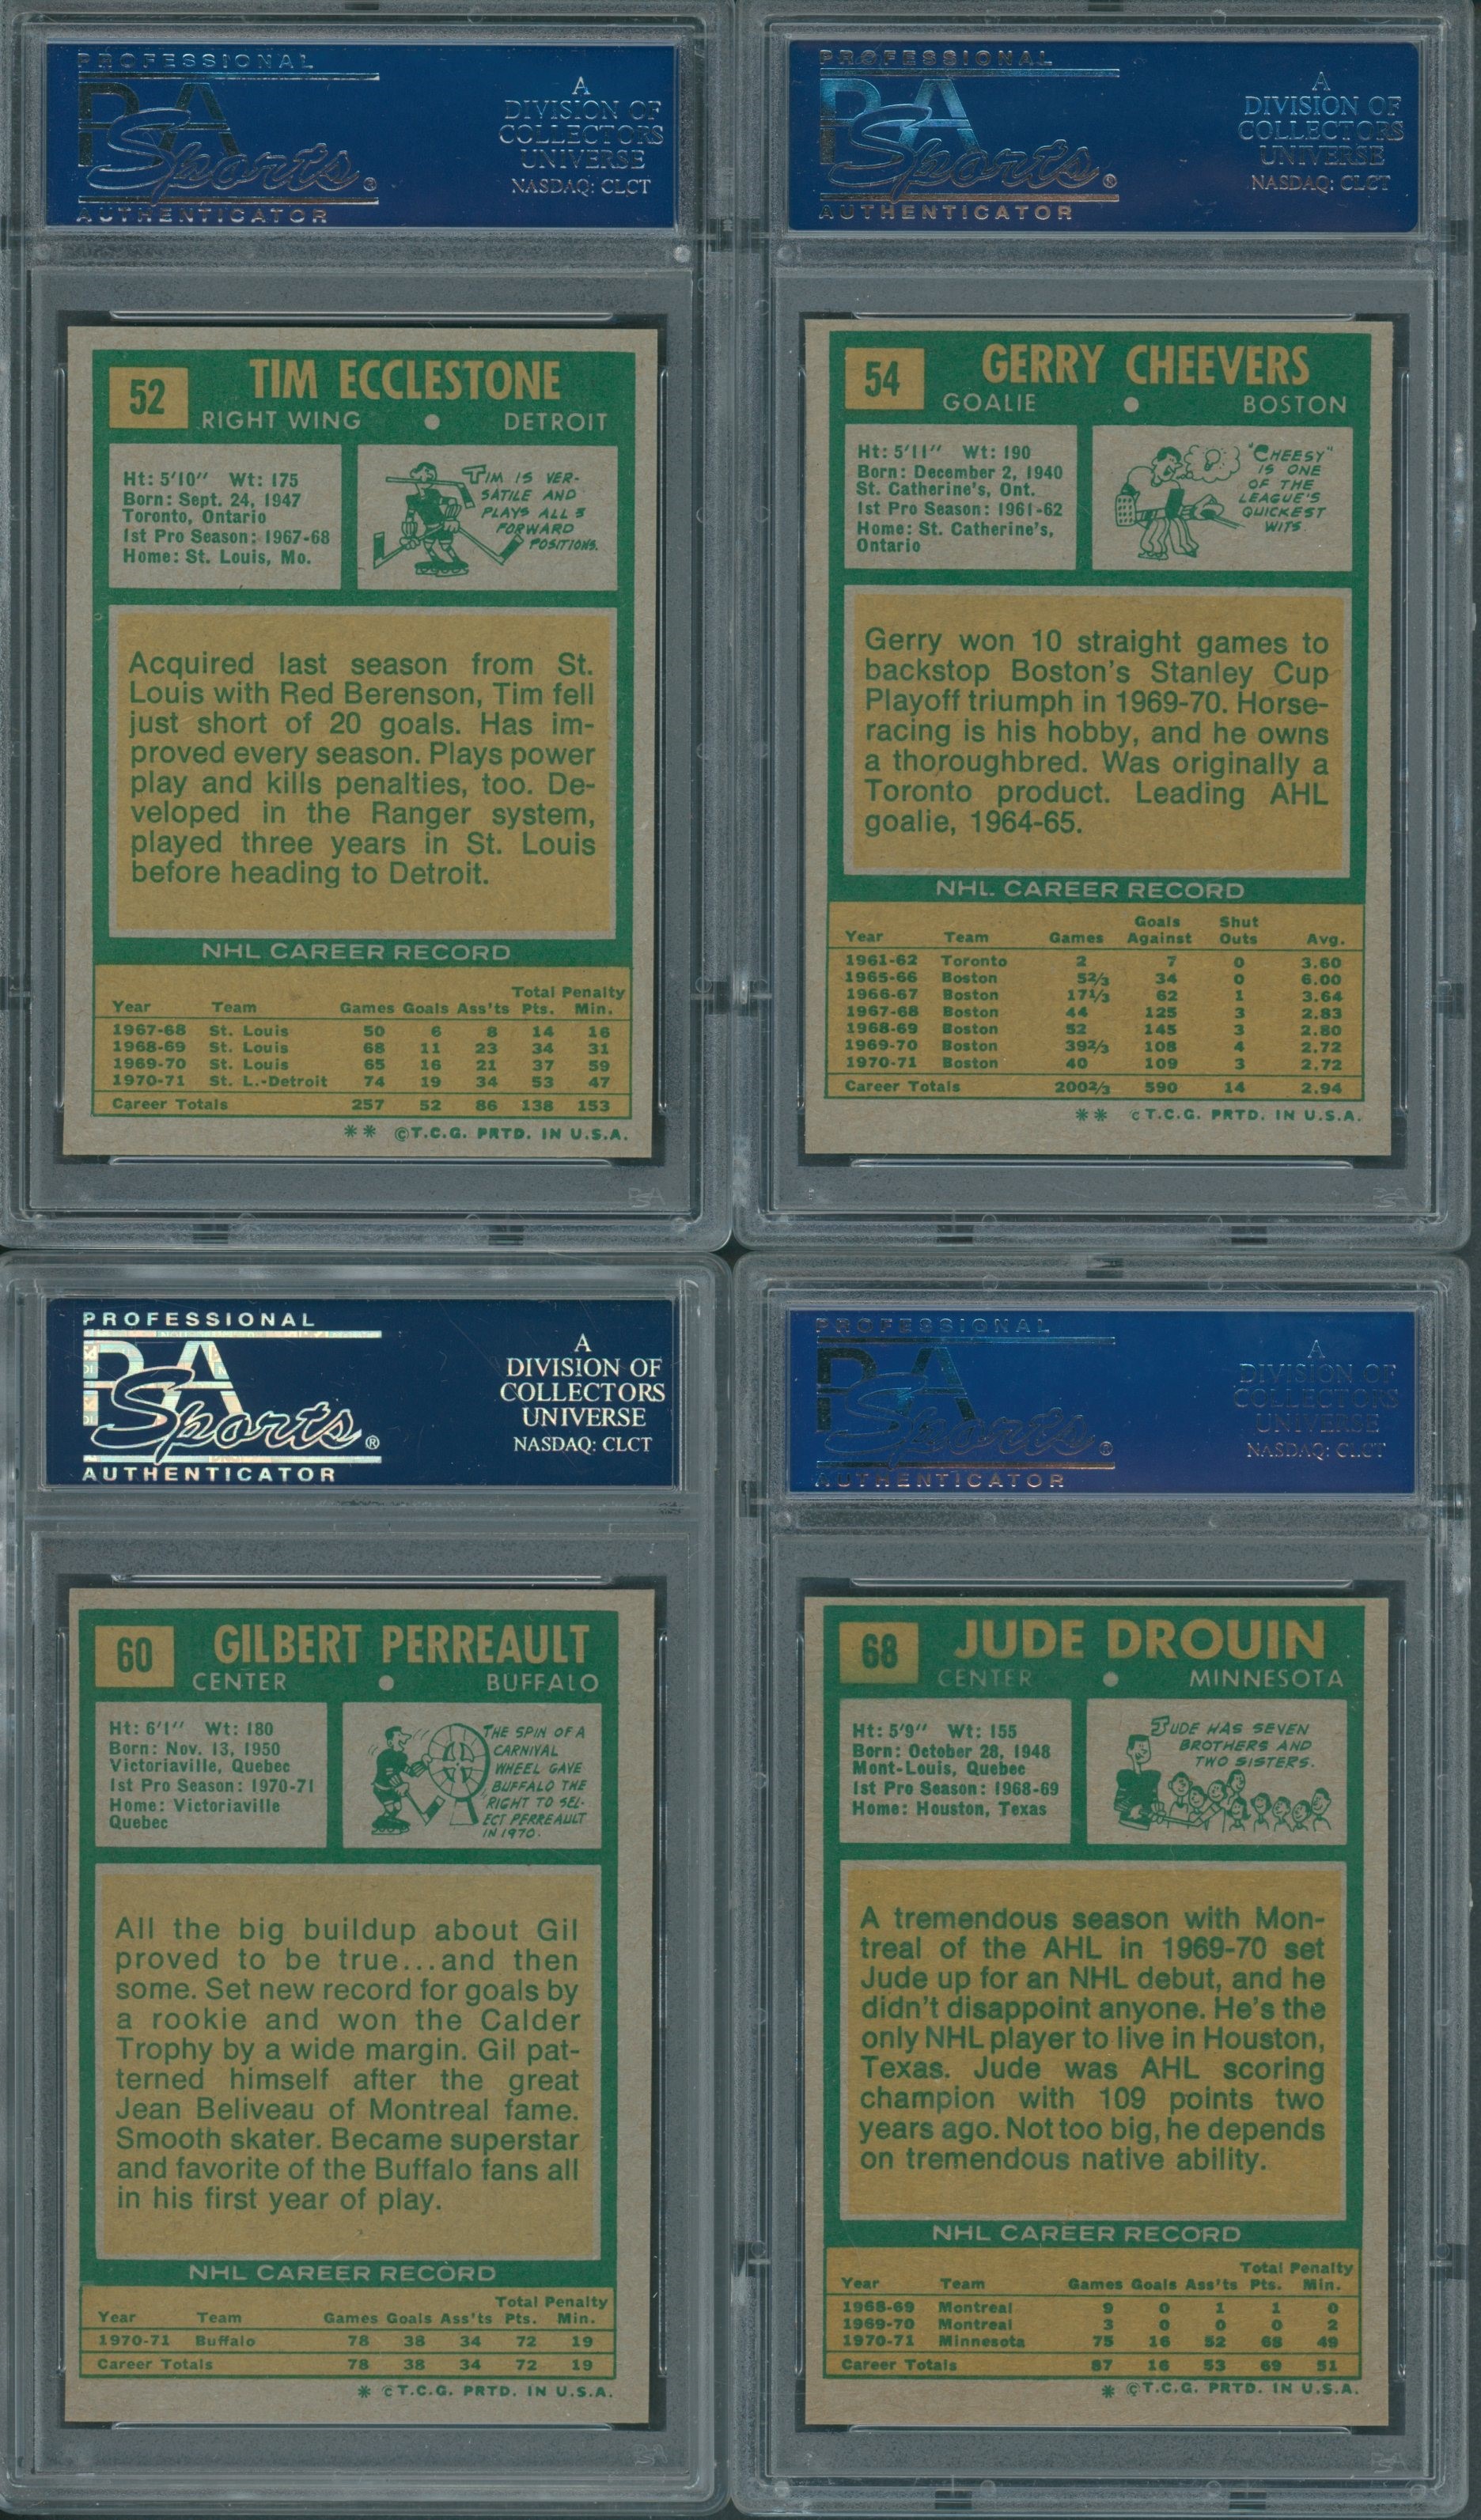 PROFESSIONAL
PSA
Sports®
AUTHENTICATOR
A
DIVISION OF
COLLECTORS
UNIVERSE
NASDAQ: CLCT
52
TIM ECCLESTONE
RIGHT WING ● DETROIT
Ht: 5'10" Wt: 175
Born: Sept. 24, 1947
Toronto, Ontario
1st Pro Season: 1967-68
Home: St. Louis, Mo.
TIM IS VER-
SATILE AND
PLAYS ALL 3
FORWARD
POSITIONS.
Acquired last season from St.
Louis with Red Berenson, Tim fell
just short of 20 goals. Has im-
proved every season. Plays power
play and kills penalties, too. De-
veloped in the Ranger system,
played three years in St. Louis
before heading to Detroit.
NHL CAREER RECORD
Total Penalty
Year Team Games Goals Ass'ts Pts. Min.
1967-68 St. Louis 50 6 8 14 16
1968-69 St. Louis 68 11 23 34 31
1969-70 St. Louis 65 16 21 37 59
1970-71 St. L.-Detroit 74 19 34 53 47
Career Totals 257 52 86 138 153
** ©T.C.G. PRTD. IN U.S.A.
PSA
PROFESSIONAL
PSA
Sports®
AUTHENTICATOR
A
DIVISION OF
COLLECTORS
UNIVERSE
NASDAQ: CLCT
54
GERRY CHEEVERS
GOALIE ● BOSTON
Ht: 5'11" Wt: 190
Born: December 2, 1940
St. Catherine's, Ont.
1st Pro Season: 1961-62
Home: St. Catherine's,
Ontario
"CHEESY"
IS ONE
OF THE
LEAGUE'S
QUICKEST
WITS.
Gerry won 10 straight games to
backstop Boston's Stanley Cup
Playoff triumph in 1969-70. Horse-
racing is his hobby, and he owns
a thoroughbred. Was originally a
Toronto product. Leading AHL
goalie, 1964-65.
NHL CAREER RECORD
Goals Shut
Year Team Games Against Outs Avg.
1961-62 Toronto 2 7 0 3.60
1965-66 Boston 52/3 34 0 6.00
1966-67 Boston 171/3 62 1 3.64
1967-68 Boston 44 125 3 2.83
1968-69 Boston 52 145 3 2.80
1969-70 Boston 392/3 108 4 2.72
1970-71 Boston 40 109 3 2.72
Career Totals 2002/3 590 14 2.94
** ©T.C.G. PRTD. IN U.S.A.
PSA
PROFESSIONAL
PSA
Sports®
AUTHENTICATOR
A
DIVISION OF
COLLECTORS
UNIVERSE
NASDAQ: CLCT
60
GILBERT PERREAULT
CENTER ● BUFFALO
Ht: 6'1" Wt: 180
Born: Nov. 13, 1950
Victoriaville, Quebec
1st Pro Season: 1970-71
Home: Victoriaville
Quebec
THE SPIN OF A
CARNIVAL
WHEEL GAVE
BUFFALO THE
RIGHT TO SEL-
ECT PERREAULT
IN 1970.
All the big buildup about Gil
proved to be true...and then
some. Set new record for goals by
a rookie and won the Calder
Trophy by a wide margin. Gil pat-
terned himself after the great
Jean Beliveau of Montreal fame.
Smooth skater. Became superstar
and favorite of the Buffalo fans all
in his first year of play.
NHL CAREER RECORD
Total Penalty
Year Team Games Goals Ass'ts Pts. Min.
1970-71 Buffalo 78 38 34 72 19
Career Totals 78 38 34 72 19
* ©T.C.G. PRTD. IN U.S.A.
PSA
PROFESSIONAL
PSA
Sports®
AUTHENTICATOR
A
DIVISION OF
COLLECTORS
UNIVERSE
NASDAQ: CLCT
68
JUDE DROUIN
CENTER ● MINNESOTA
Ht: 5'9" Wt: 155
Born: October 28, 1948
Mont-Louis, Quebec
1st Pro Season: 1968-69
Home: Houston, Texas
JUDE HAS SEVEN
BROTHERS AND
TWO SISTERS.
A tremendous season with Mon-
treal of the AHL in 1969-70 set
Jude up for an NHL debut, and he
didn't disappoint anyone. He's the
only NHL player to live in Houston,
Texas. Jude was AHL scoring
champion with 109 points two
years ago. Not too big, he depends
on tremendous native ability.
NHL CAREER RECORD
Total Penalty
Year Team Games Goals Ass'ts Pts. Min.
1968-69 Montreal 9 0 1 1 0
1969-70 Montreal 3 0 0 0 2
1970-71 Minnesota 75 16 52 68 49
Career Totals 87 16 53 69 51
* ©T.C.G. PRTD. IN U.S.A.
PSA